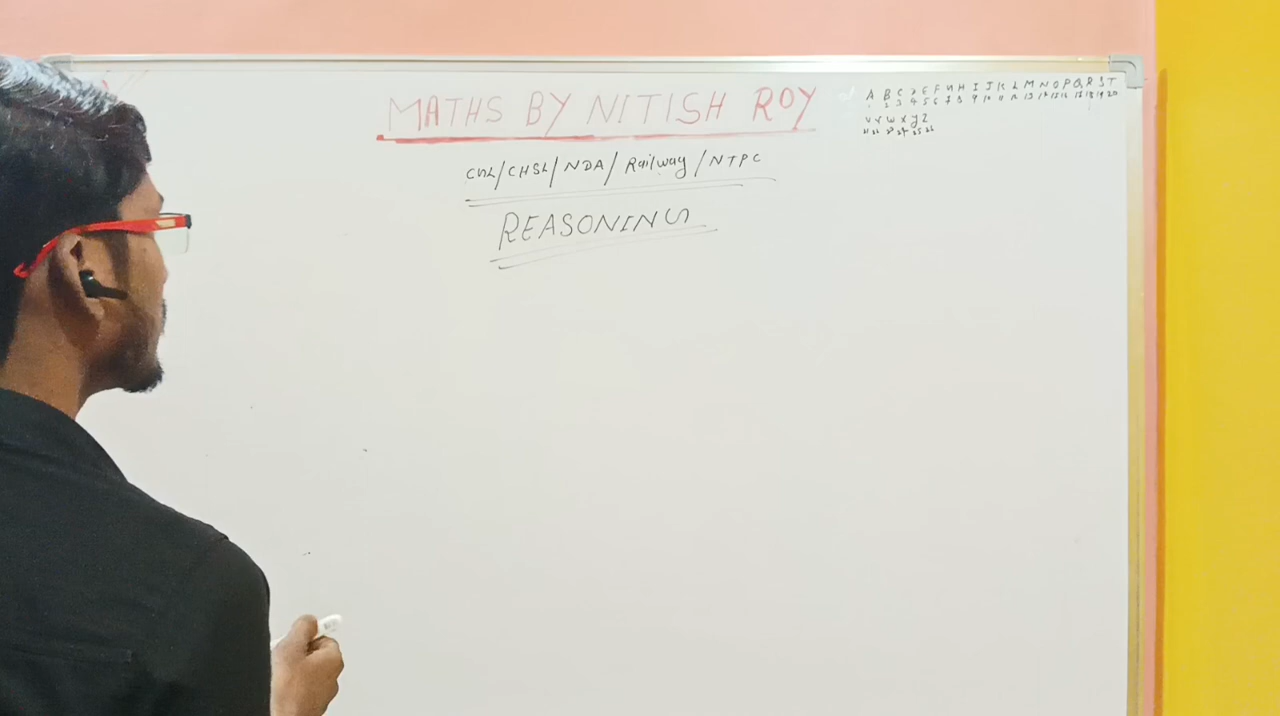 MATHS BY NITISH ROY
CGL/CHSL/NDA/Railway/NTPC
REASONING
A B C D E F G H I J K L M N O P Q R S T
1 2 3 4 5 6 7 8 9 10 11 12 13 14 15 16 17 18 19 20
U V W X Y Z
21 22 23 24 25 26